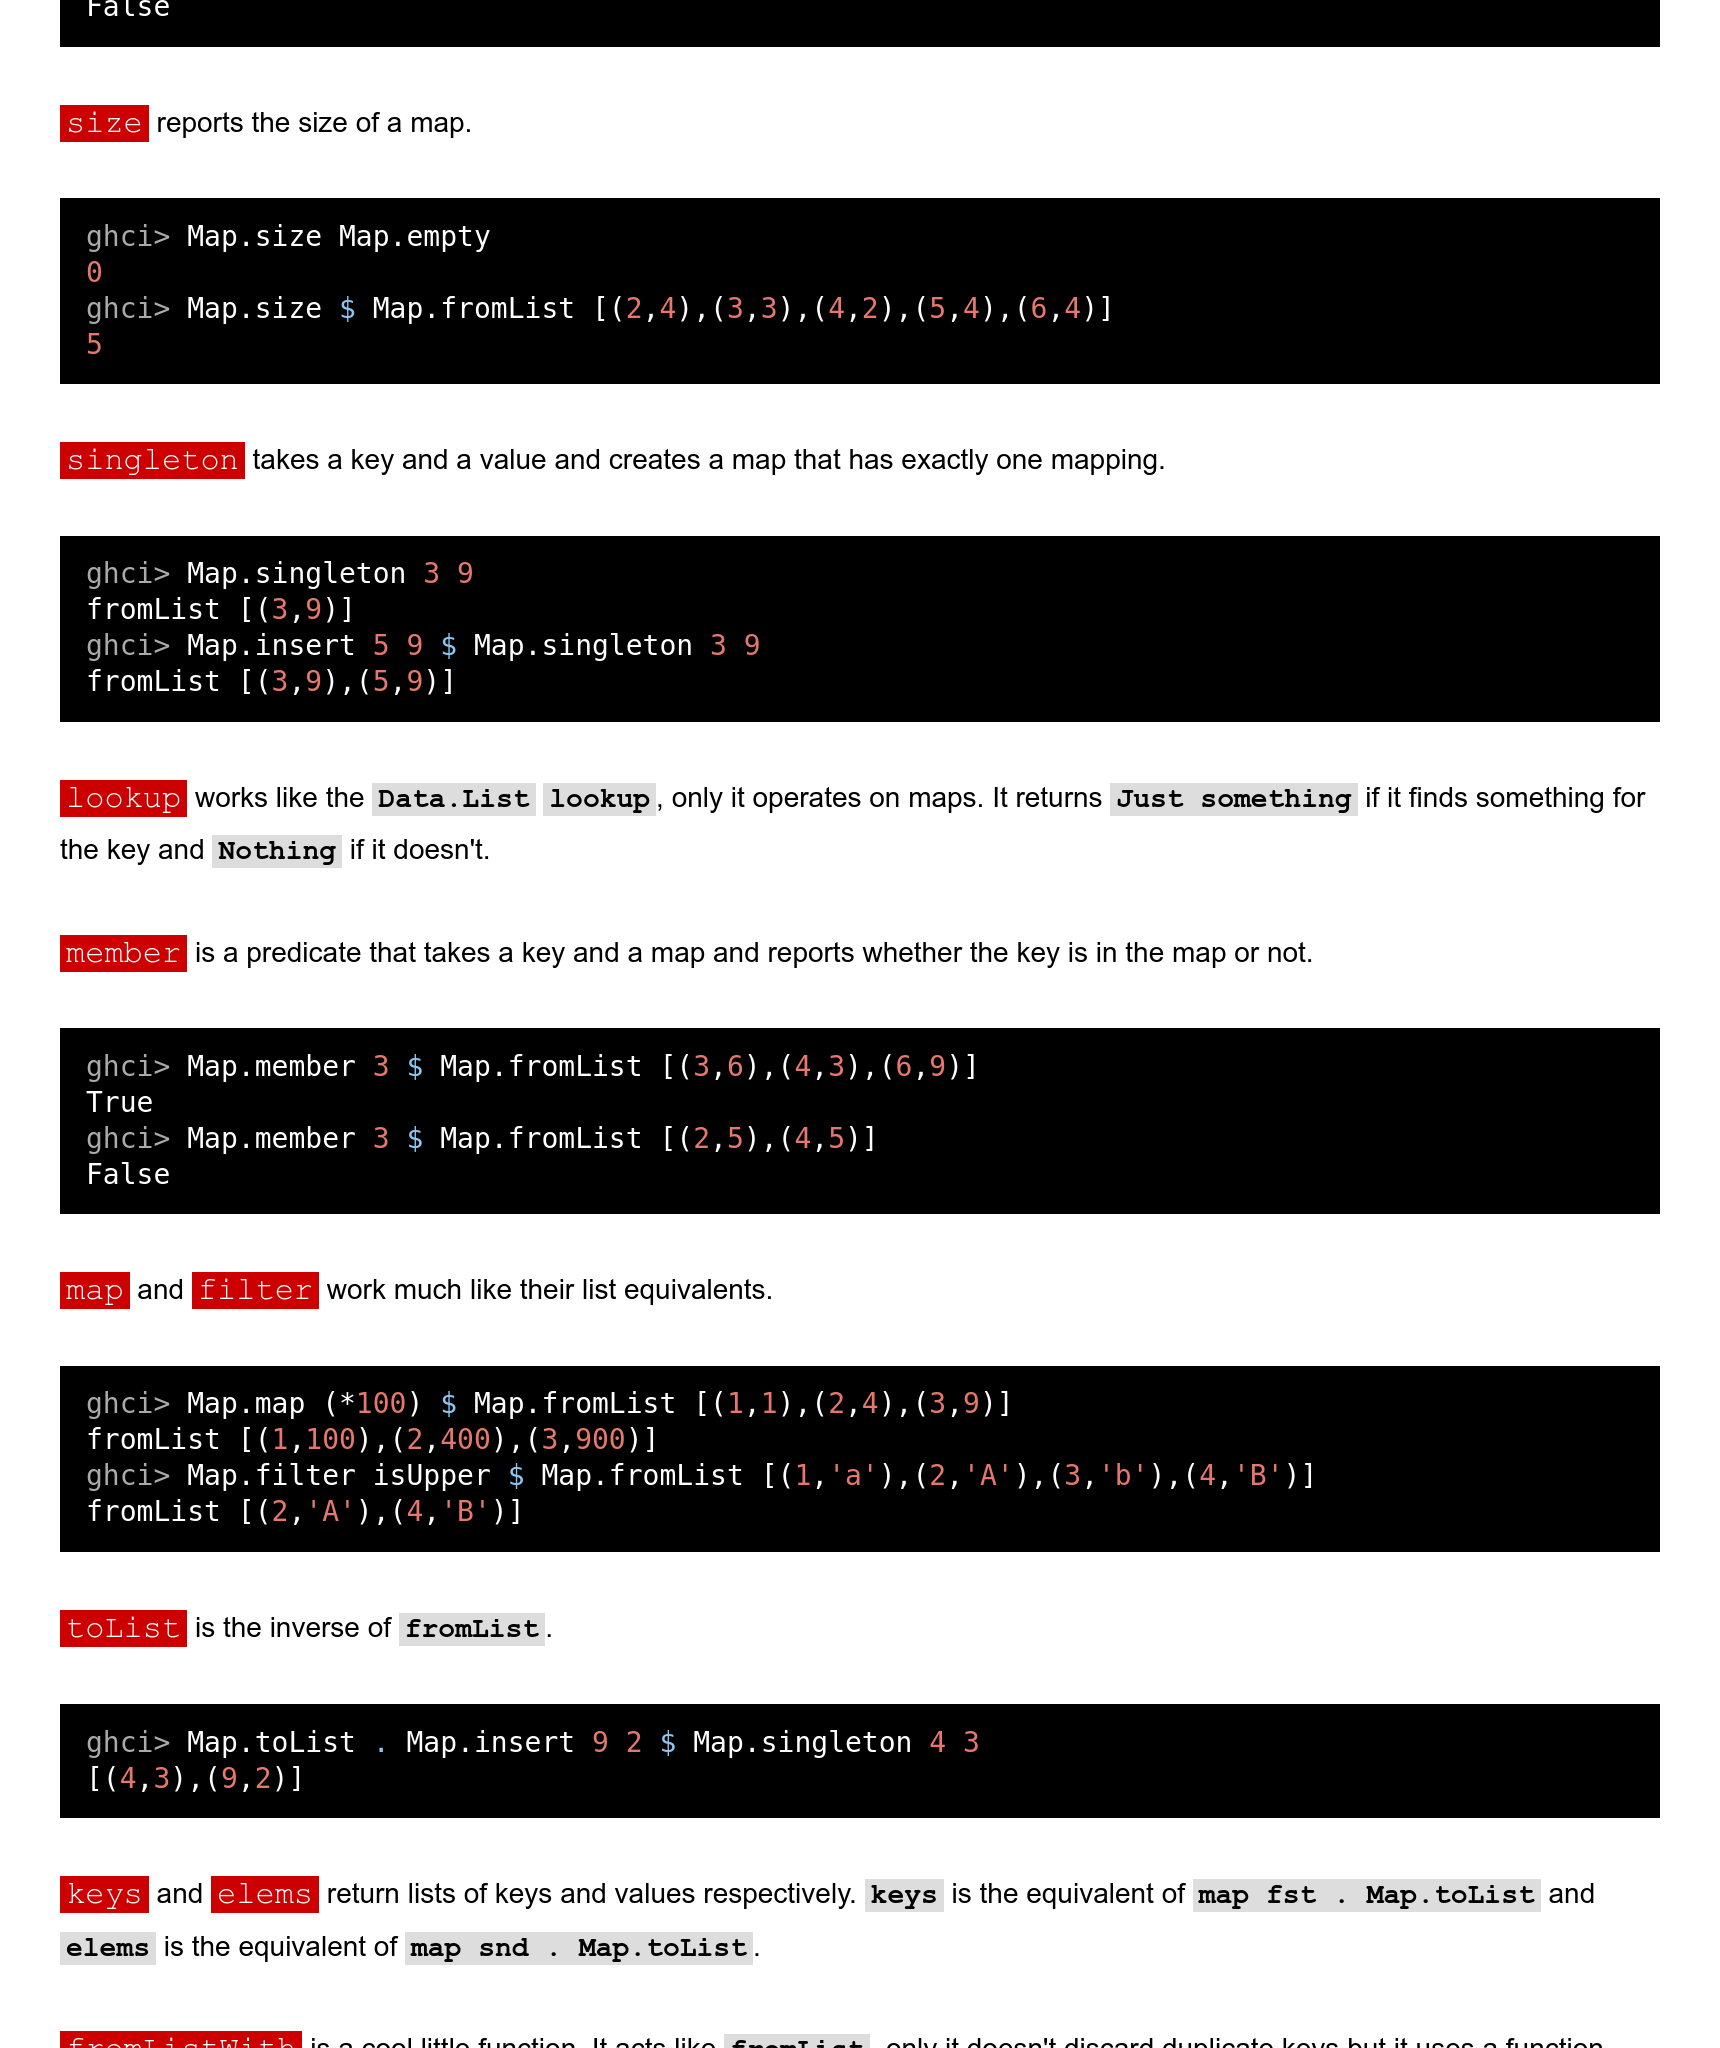 False
size reports the size of a map.
ghci> Map.size Map.empty
0
ghci> Map.size $ Map.fromList [(2,4),(3,3),(4,2),(5,4),(6,4)]
5
singleton takes a key and a value and creates a map that has exactly one mapping.
ghci> Map.singleton 3 9
fromList [(3,9)]
ghci> Map.insert 5 9 $ Map.singleton 3 9
fromList [(3,9),(5,9)]
lookup works like the Data.List lookup, only it operates on maps. It returns Just something if it finds something for
the key and Nothing if it doesn't.
member is a predicate that takes a key and a map and reports whether the key is in the map or not.
ghci> Map.member 3 $ Map.fromList [(3,6),(4,3),(6,9)]
True
ghci> Map.member 3 $ Map.fromList [(2,5),(4,5)]
False
map and filter work much like their list equivalents.
ghci> Map.map (*100) $ Map.fromList [(1,1),(2,4),(3,9)]
fromList [(1,100),(2,400),(3,900)]
ghci> Map.filter isUpper $ Map.fromList [(1,'a'),(2,'A'),(3,'b'),(4,'B')]
fromList [(2,'A'),(4,'B')]
toList is the inverse of fromList.
ghci> Map.toList . Map.insert 9 2 $ Map.singleton 4 3
[(4,3),(9,2)]
keys and elems return lists of keys and values respectively. keys is the equivalent of map fst . Map.toList and
elems is the equivalent of map snd . Map.toList.
fromListWith is a cool little function. It acts like fromList, only it doesn't discard duplicate keys but it uses a function